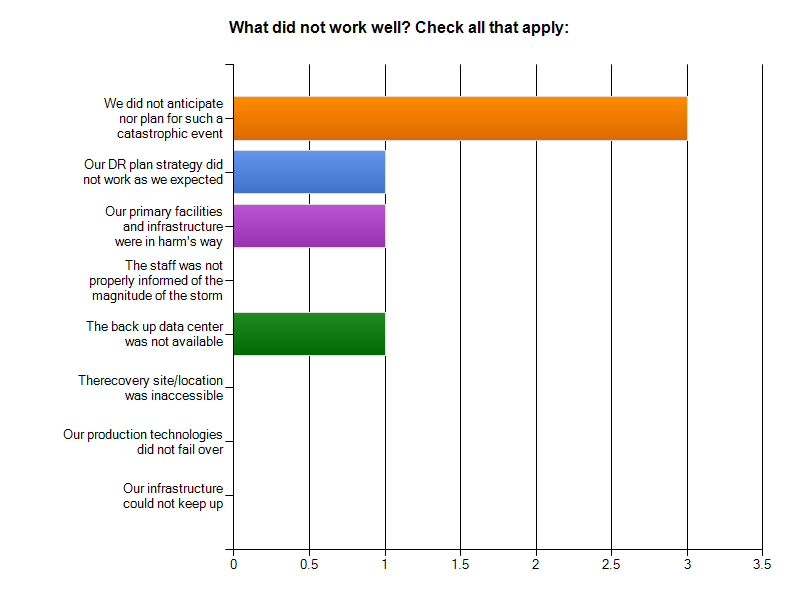 What did not work well? Check all that apply:
We did not anticipate
nor plan for such a
catastrophic event
Our DR plan strategy did
not work as we expected
Our primary facilities
and infrastructure
were in harm's way
The staff was not
properly informed of the
magnitude of the storm
The back up data center
was not available
Therecovery site/location
was inaccessible
Our production technologies
did not fail over
Our infrastructure
could not keep up
0 0.5 1 1.5 2 2.5 3 3.5